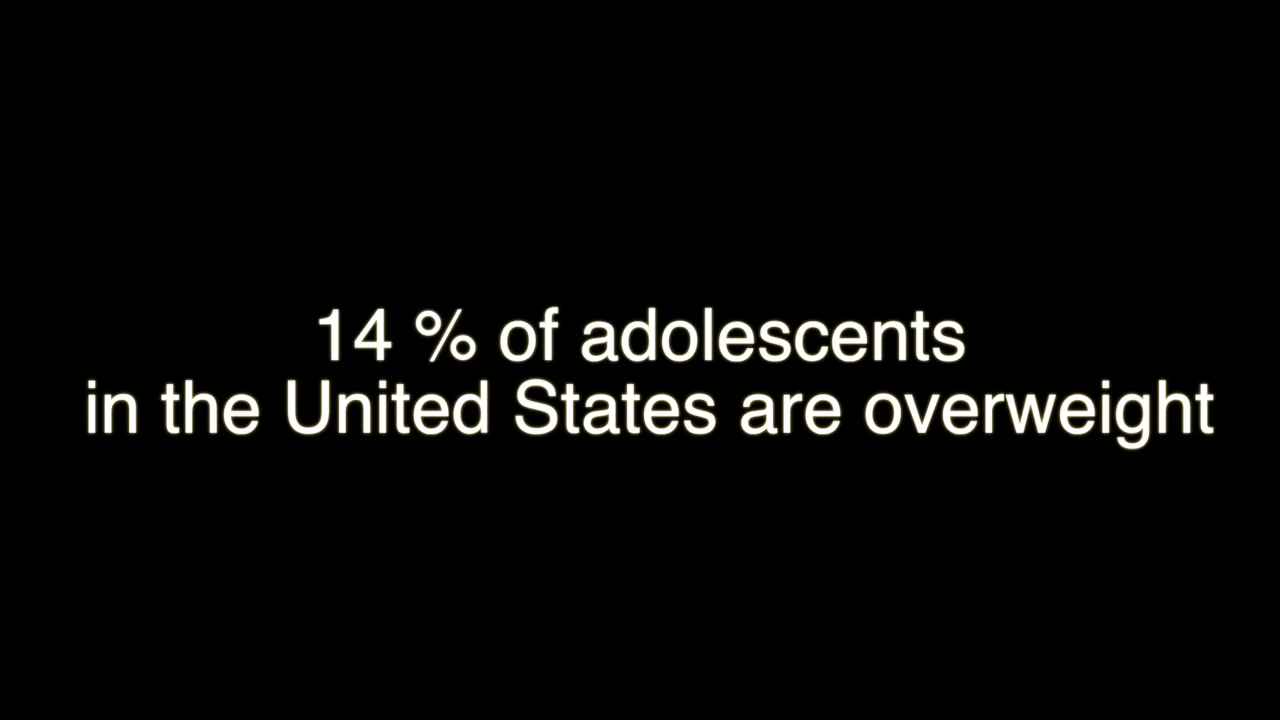 14 % of adolescents
in the United States are overweight